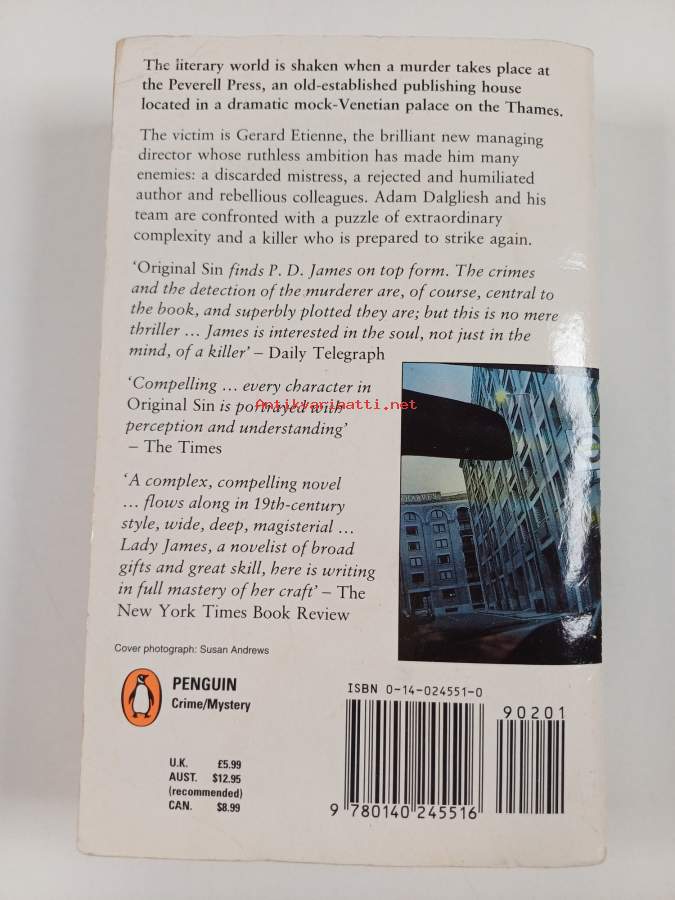 The literary world is shaken when a murder takes place at
the Peverell Press, an old-established publishing house
located in a dramatic mock-Venetian palace on the Thames.
The victim is Gerard Etienne, the brilliant new managing
director whose ruthless ambition has made him many
enemies: a discarded mistress, a rejected and humiliated
author and rebellious colleagues. Adam Dalgliesh and his
team are confronted with a puzzle of extraordinary
complexity and a killer who is prepared to strike again.
‘Original Sin finds P. D. James on top form. The crimes
and the detection of the murderer are, of course, central to
the book, and superbly plotted they are; but this is no mere
thriller … James is interested in the soul, not just in the
mind, of a killer’ – Daily Telegraph
‘Compelling … every character in
Original Sin is portrayed with
perception and understanding’
– The Times
Antikvariaatti.net
‘A complex, compelling novel
… flows along in 19th-century
style, wide, deep, magisterial …
Lady James, a novelist of broad
gifts and great skill, here is writing
in full mastery of her craft’ – The
New York Times Book Review
Cover photograph: Susan Andrews
PENGUIN
Crime/Mystery
U.K. £5.99
AUST. $12.95
(recommended)
CAN. $8.99
ISBN 0-14-024551-0
90201
9 780140 245516